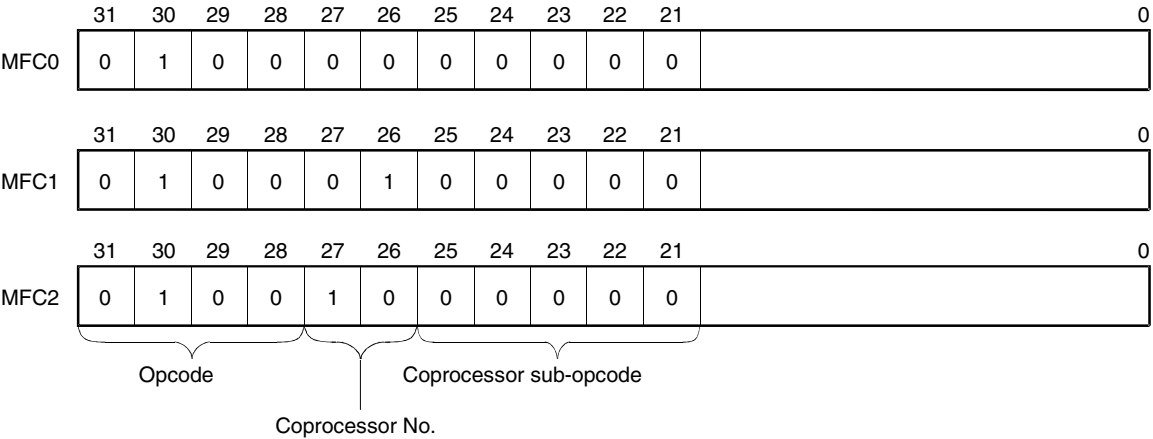 31 30 29 28 27 26 25 24 23 22 21 0
MFC0 0 1 0 0 0 0 0 0 0 0 0
31 30 29 28 27 26 25 24 23 22 21 0
MFC1 0 1 0 0 0 1 0 0 0 0 0
31 30 29 28 27 26 25 24 23 22 21 0
MFC2 0 1 0 0 1 0 0 0 0 0 0
Opcode Coprocessor sub-opcode
Coprocessor No.